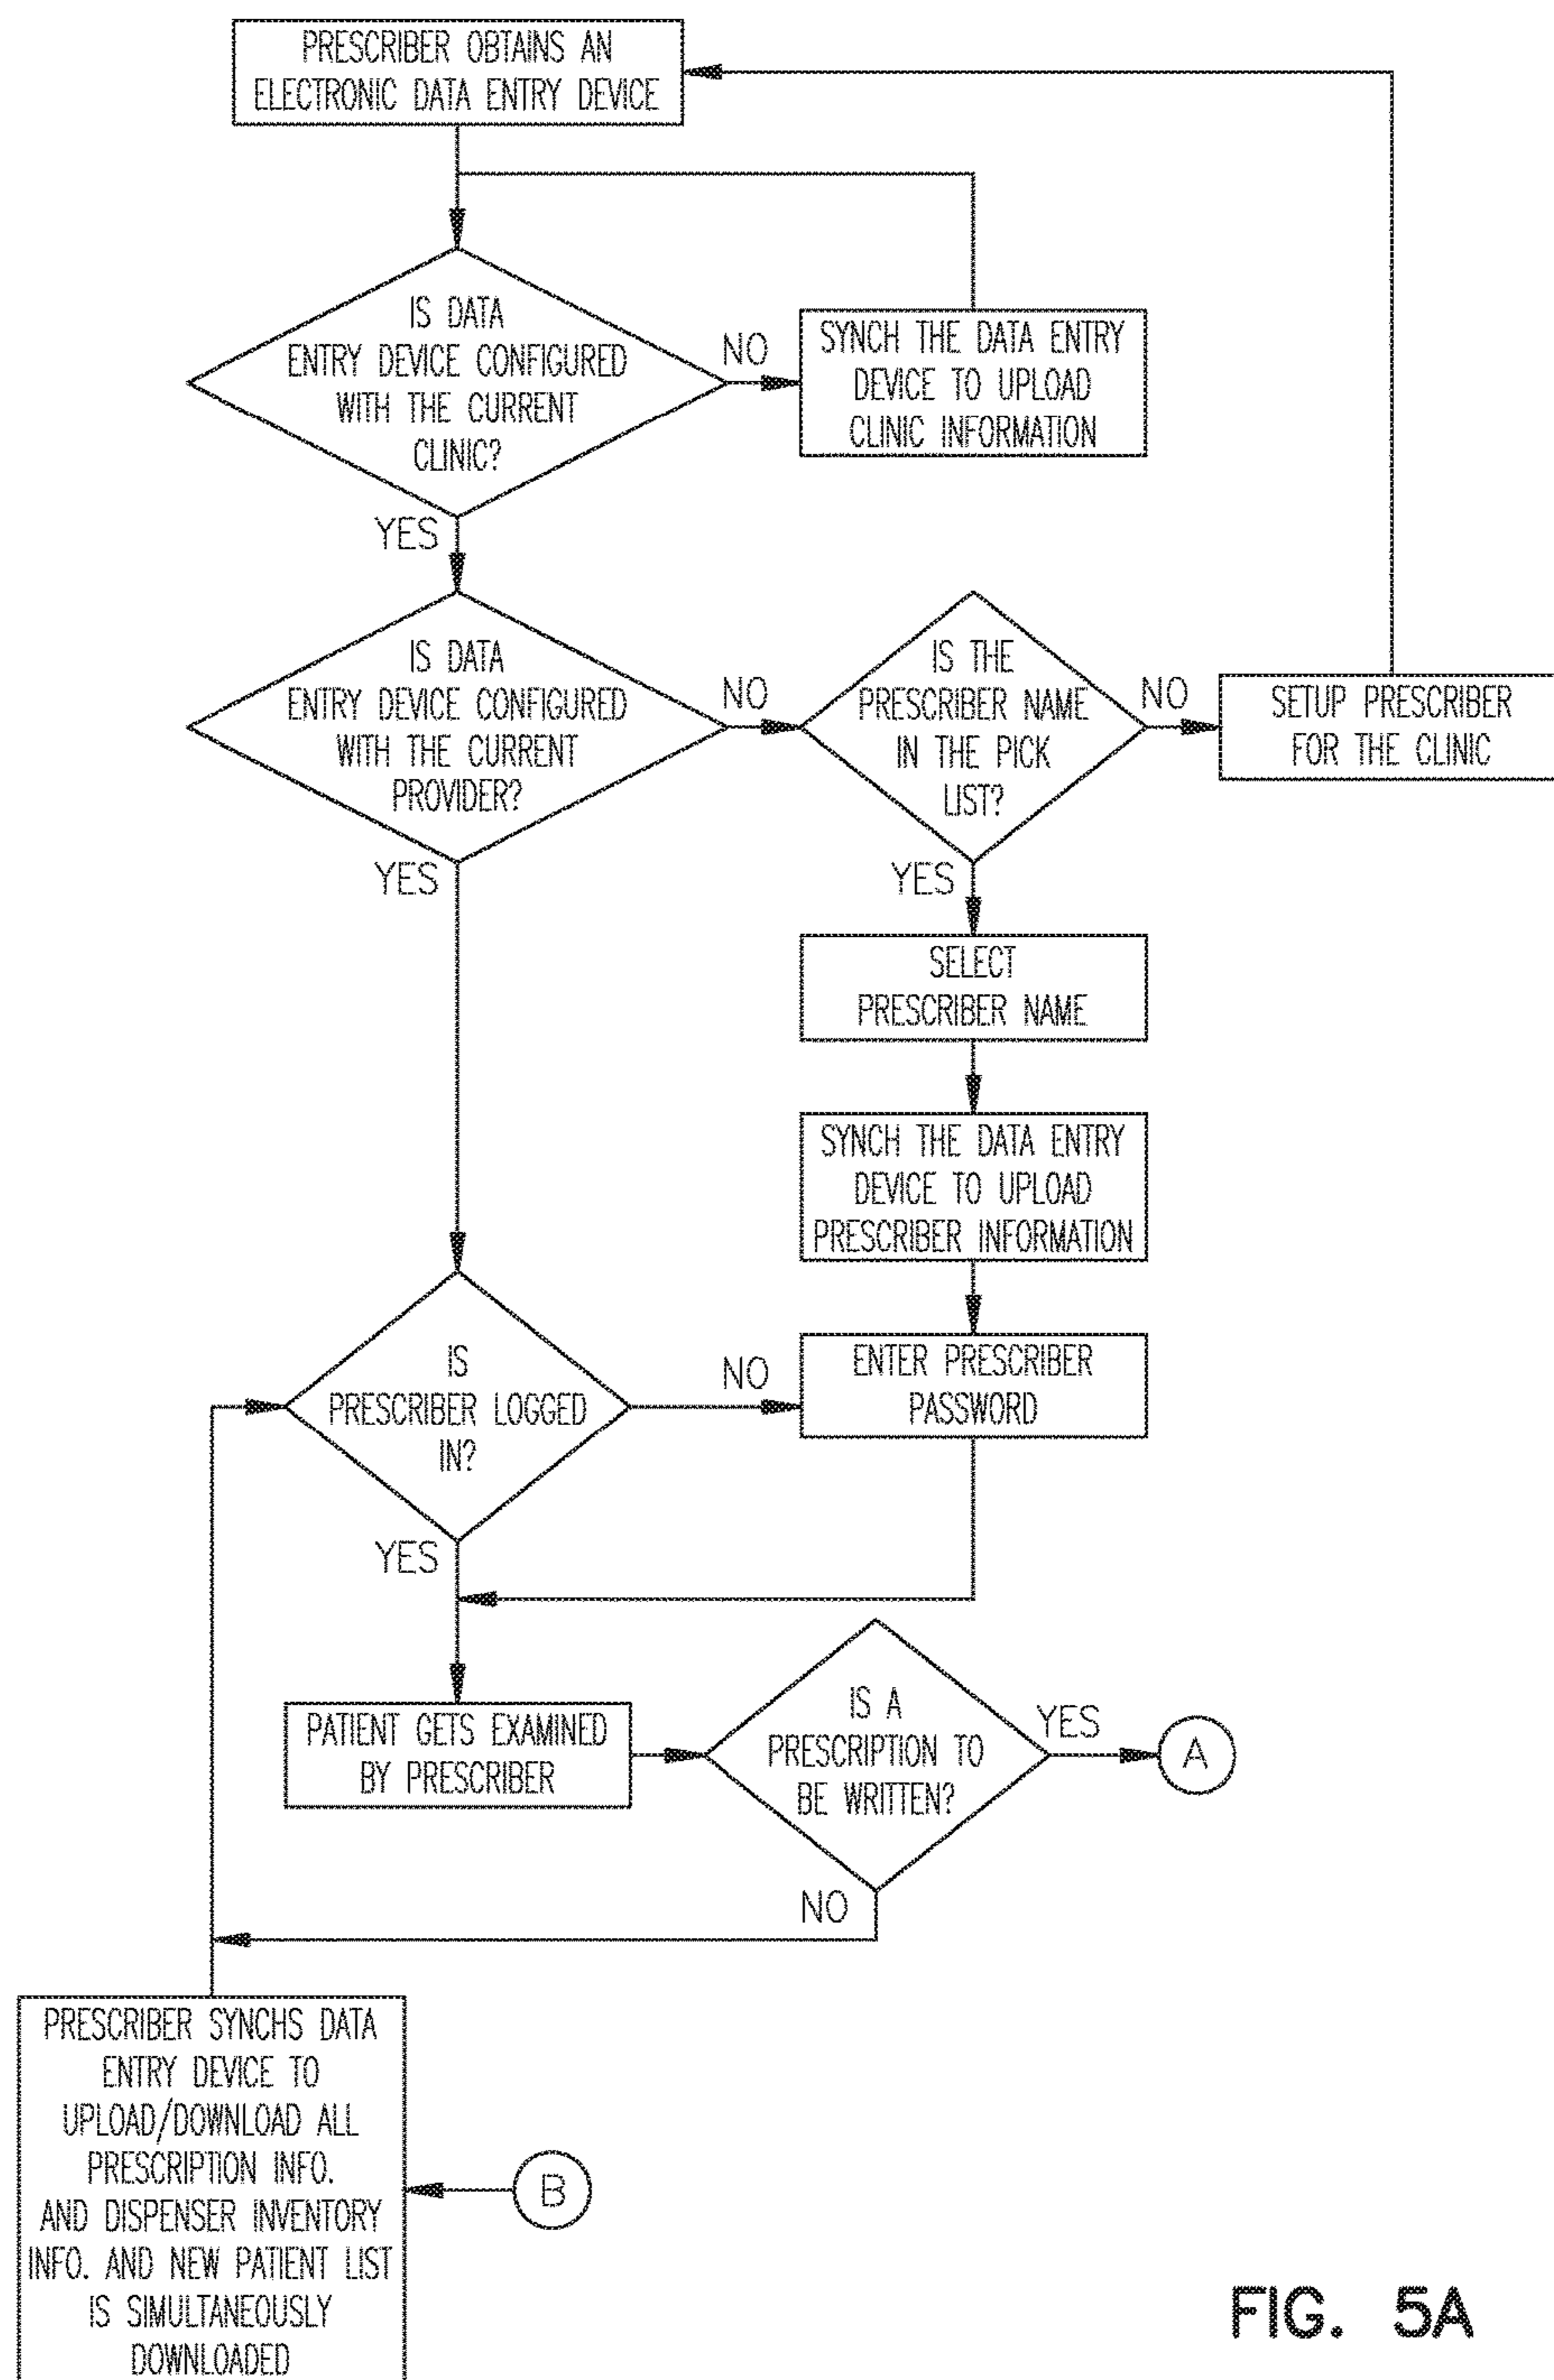 PRESCRIBER OBTAINS AN
ELECTRONIC DATA ENTRY DEVICE
IS DATA
ENTRY DEVICE CONFIGURED
WITH THE CURRENT
CLINIC?
NO
SYNCH THE DATA ENTRY
DEVICE TO UPLOAD
CLINIC INFORMATION
YES
IS DATA
ENTRY DEVICE CONFIGURED
WITH THE CURRENT
PROVIDER?
NO
IS THE
PRESCRIBER NAME
IN THE PICK
LIST?
NO
SETUP PRESCRIBER
FOR THE CLINIC
YES
YES
SELECT
PRESCRIBER NAME
SYNCH THE DATA ENTRY
DEVICE TO UPLOAD
PRESCRIBER INFORMATION
IS
PRESCRIBER LOGGED
IN?
NO
ENTER PRESCRIBER
PASSWORD
YES
PATIENT GETS EXAMINED
BY PRESCRIBER
IS A
PRESCRIPTION TO
BE WRITTEN?
YES
A
NO
PRESCRIBER SYNCHS DATA
ENTRY DEVICE TO
UPLOAD/DOWNLOAD ALL
PRESCRIPTION INFO.
AND DISPENSER INVENTORY
INFO. AND NEW PATIENT LIST
IS SIMULTANEOUSLY
DOWNLOADED
B
FIG. 5A